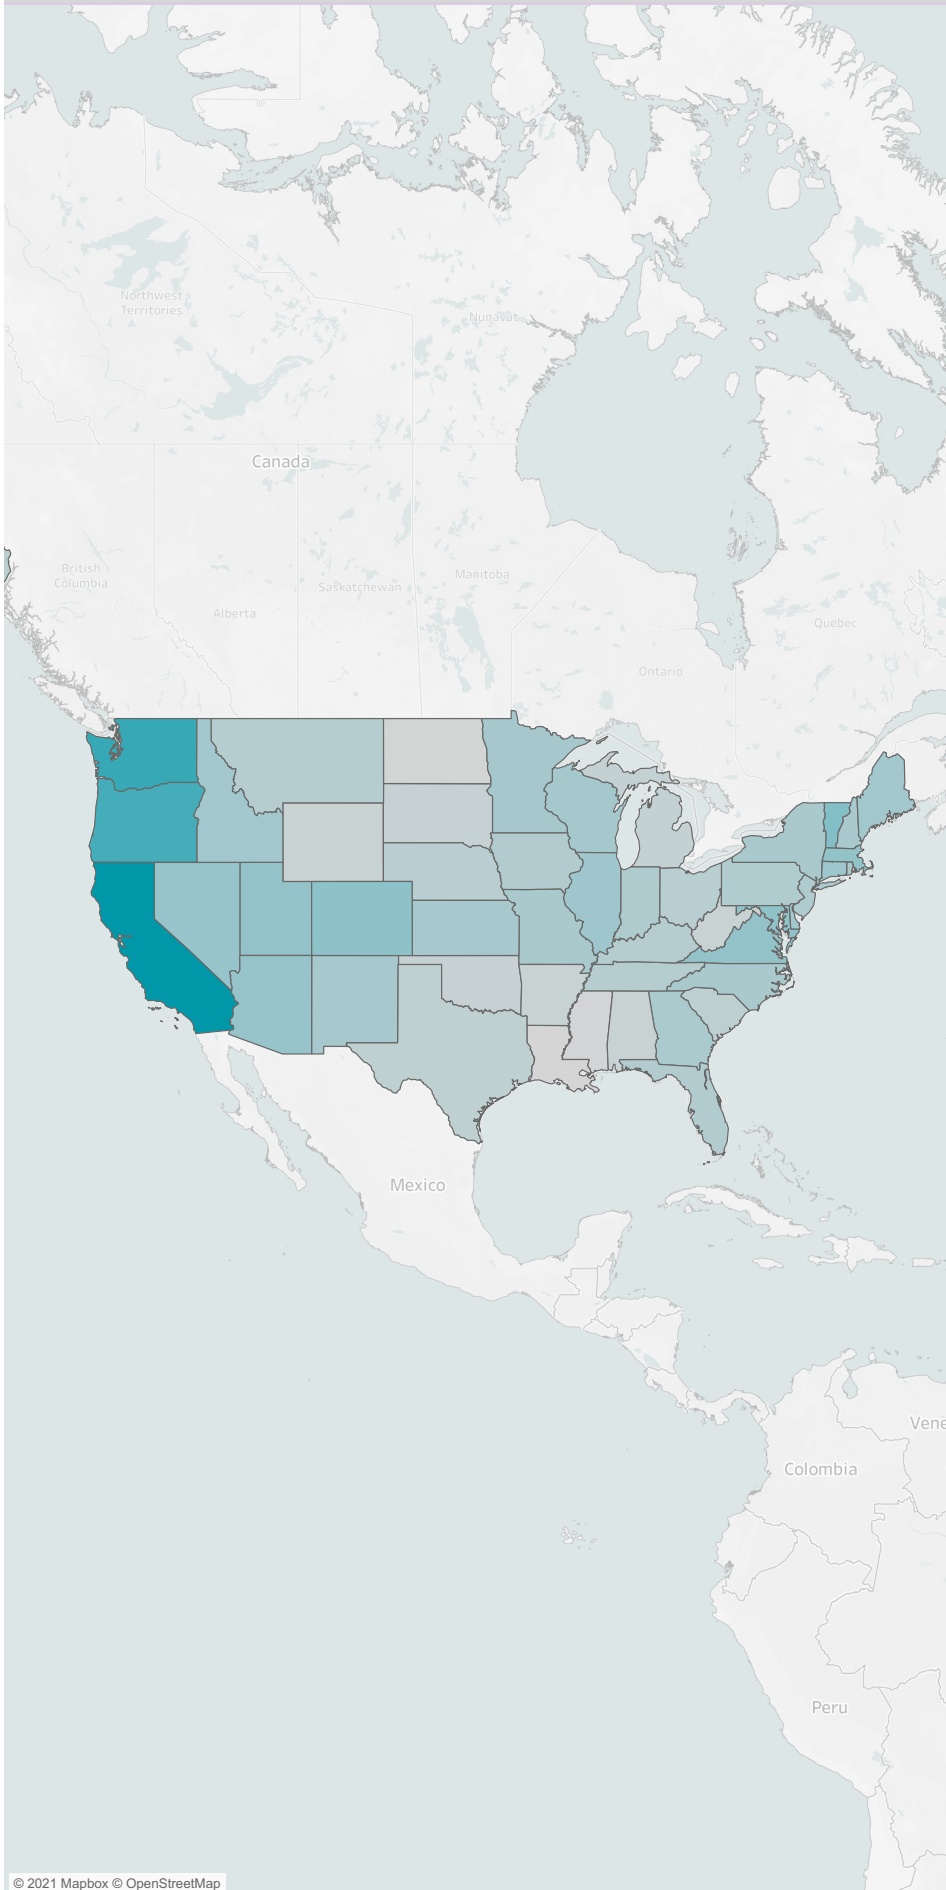 Northwest
Territories
Nunavut
Canada
British
Columbia
Alberta
Saskatchewan
Manitoba
Ontario
Quebec
Mexico
Colombia
Vene
Peru
© 2021 Mapbox © OpenStreetMap